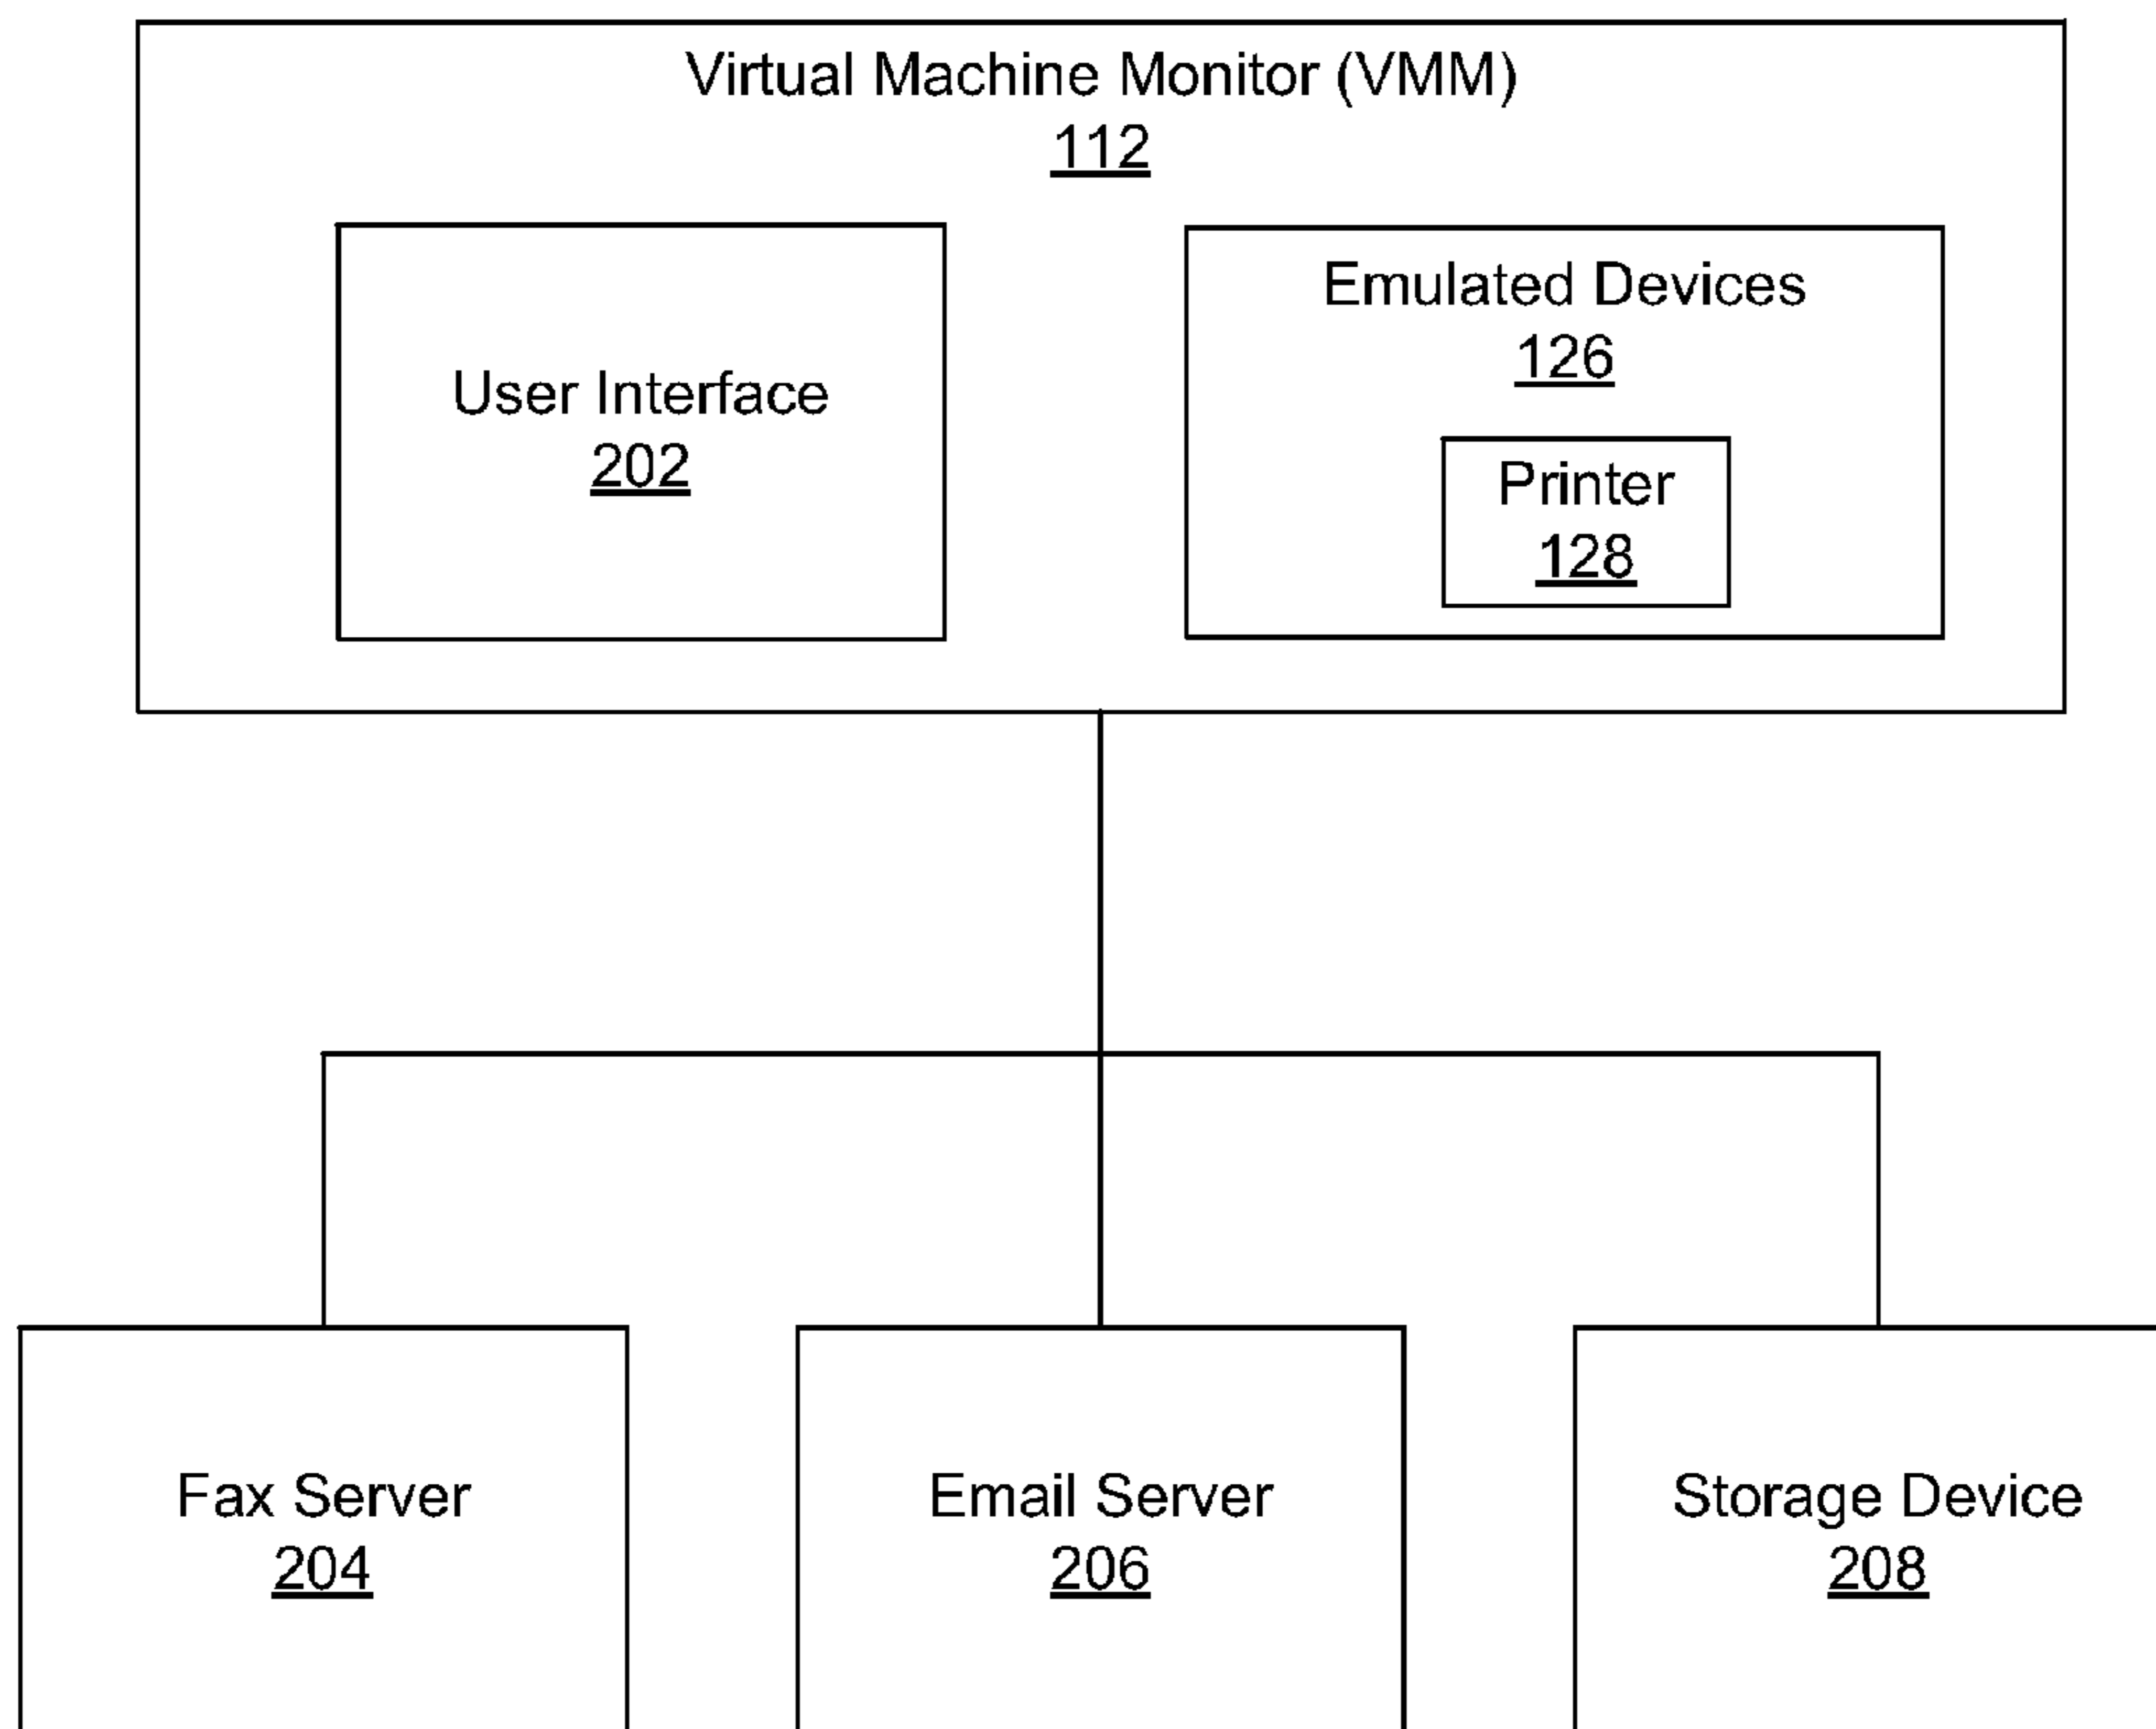 Virtual Machine Monitor (VMM)
112
User Interface
202
Emulated Devices
126
Printer
128
Fax Server
204
Email Server
206
Storage Device
208